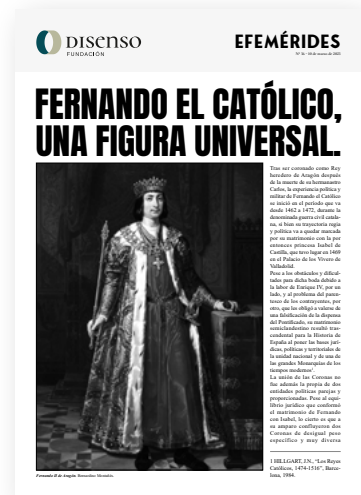 DISENSO
FUNDACIÓN
EFEMÉRIDES
FERNANDO EL CATÓLICO,
UNA FIGURA UNIVERSAL.
Tras ser coronado como Rey
heredero de Aragón después
de la muerte de su hermanastro
Carlos, la experiencia política y
militar de Fernando el Católico
se inició en el periodo que va
desde 1462 a 1472, durante la
denominada guerra civil catala-
na, si bien su trayectoria regia
y política va a quedar marcada
por su matrimonio con la por
entonces princesa Isabel de
Castilla, que tuvo lugar en 1469
en el Palacio de los Vivero de
Valladolid.
Pese a los obstáculos y dificul-
tades para dicha boda debido a
la labor de Enrique IV, por un
lado, y al problema del paren-
tesco de los contrayentes, por
otro, que les obligó a valerse de
una falsificación de la dispensa
del Pontificado, su matrimonio
semiclandestino resultó tras-
cendental para la Historia de
España al poner las bases jurí-
dicas, políticas y territoriales de
la unidad nacional y de una de
las grandes Monarquías de los
tiempos modernos¹.
La unión de las Coronas no
fue además la propia de dos
entidades políticas parejas y
proporcionadas. Pese al equi-
librio jurídico que conformó
el matrimonio de Fernando
con Isabel, lo cierto es que a
su amparo confluyeron dos
Coronas de desigual peso
específico y muy diversa
1 HILLGART, J.N., "Los Reyes
Católicos, 1474-1516", Barcelo-
na, 1984.
Fernando II de Aragón. Bernardino Montañés.